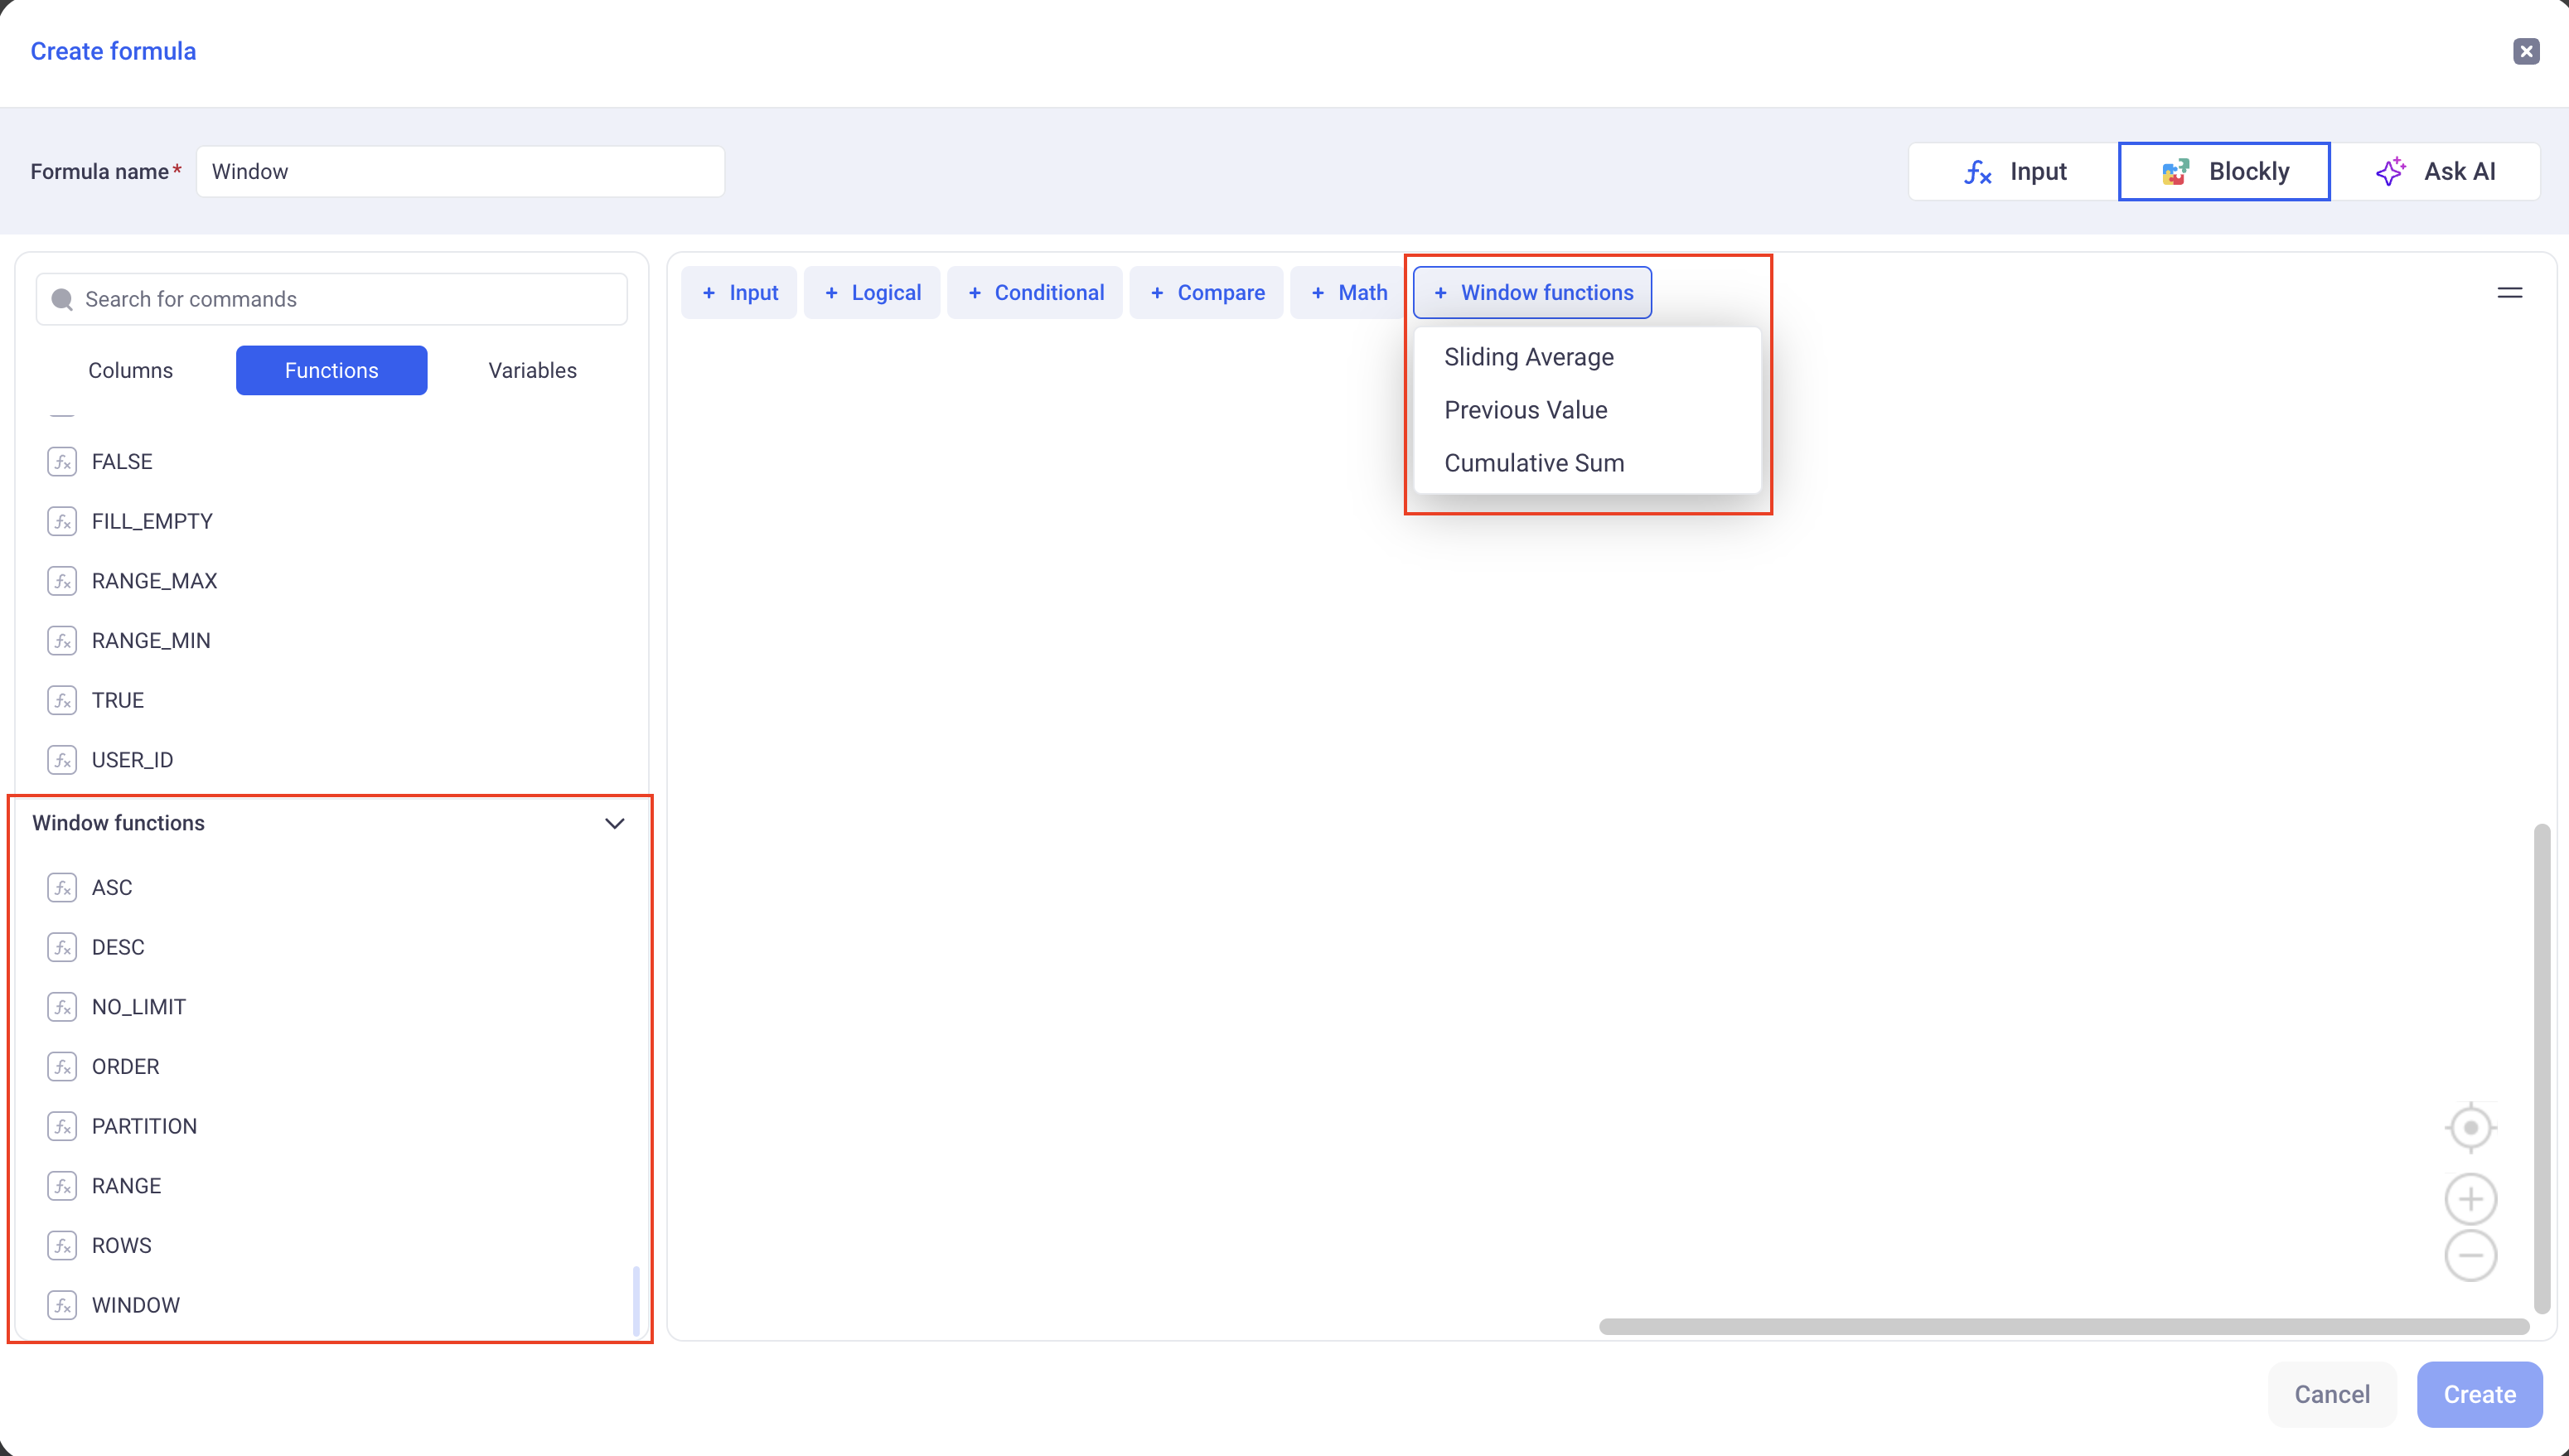 Create formula
Formula name*
Window
Input
Blockly
Ask AI
Search for commands
Columns
Functions
Variables
FALSE
FILL_EMPTY
RANGE_MAX
RANGE_MIN
TRUE
USER_ID
Window functions
ASC
DESC
NO_LIMIT
ORDER
PARTITION
RANGE
ROWS
WINDOW
+ Input
+ Logical
+ Conditional
+ Compare
+ Math
+ Window functions
Sliding Average
Previous Value
Cumulative Sum
Cancel
Create